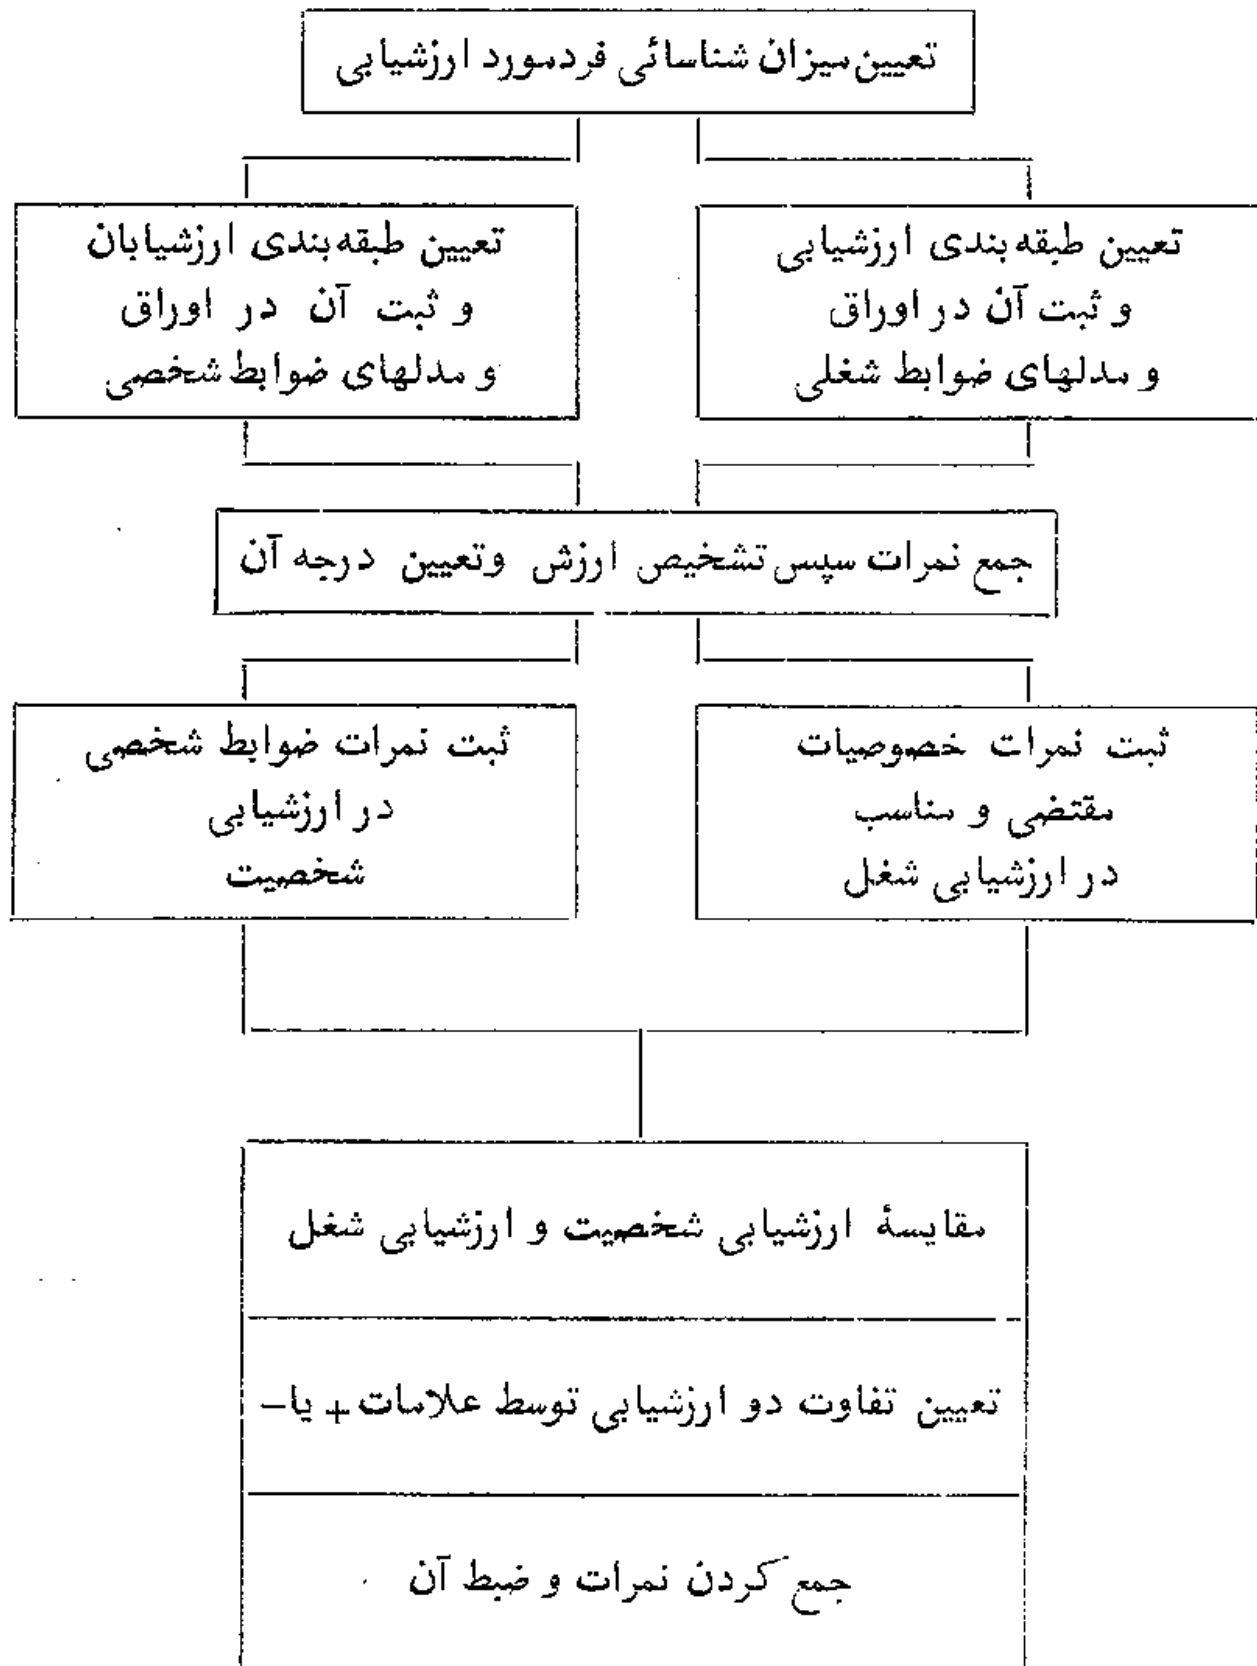 تعیین میزان شناسائی فرد مورد ارزشیابی
تعیین طبقه بندی ارزشیابی
و ثبت آن در اوراق
و مدلهای ضوابط شغلی
تعیین طبقه بندی ارزشیابان
و ثبت آن در اوراق
و مدلهای ضوابط شخصی
جمع نمرات سپس تشخیص ارزش وتعیین درجه آن
ثبت نمرات خصوصیات
مقتضی و مناسب
در ارزشیابی شغل
ثبت نمرات ضوابط شخصی
در ارزشیابی
شخصیت
مقایسۀ ارزشیابی شخصیت و ارزشیابی شغل
تعیین تفاوت دو ارزشیابی توسط علامات + یا -
جمع کردن نمرات و ضبط آن